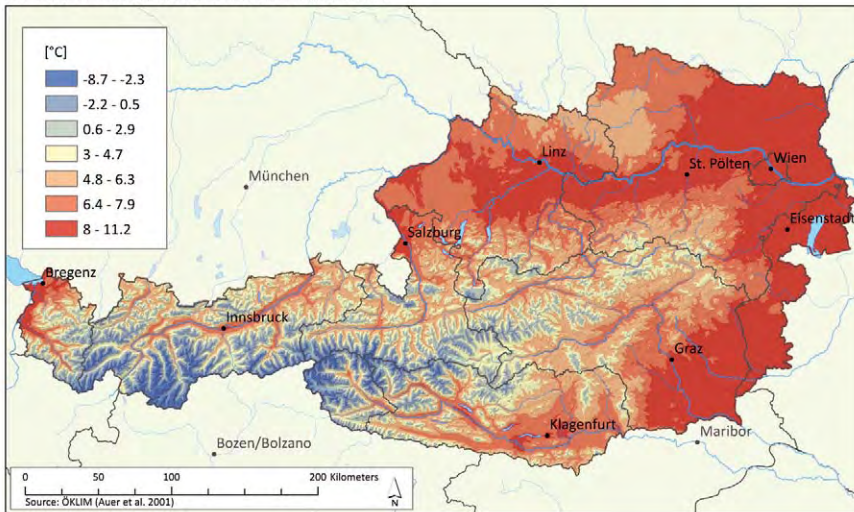 [°C]
-8.7 - -2.3
-2.2 - 0.5
0.6 - 2.9
3 - 4.7
4.8 - 6.3
6.4 - 7.9
8 - 11.2
München
Linz
St. Pölten
Wien
Eisenstadt
Salzburg
Bregenz
Innsbruck
Graz
Klagenfurt
Maribor
Bozen/Bolzano
0 50 100 200 Kilometers
Source: ÖKLIM (Auer et al. 2001)
N